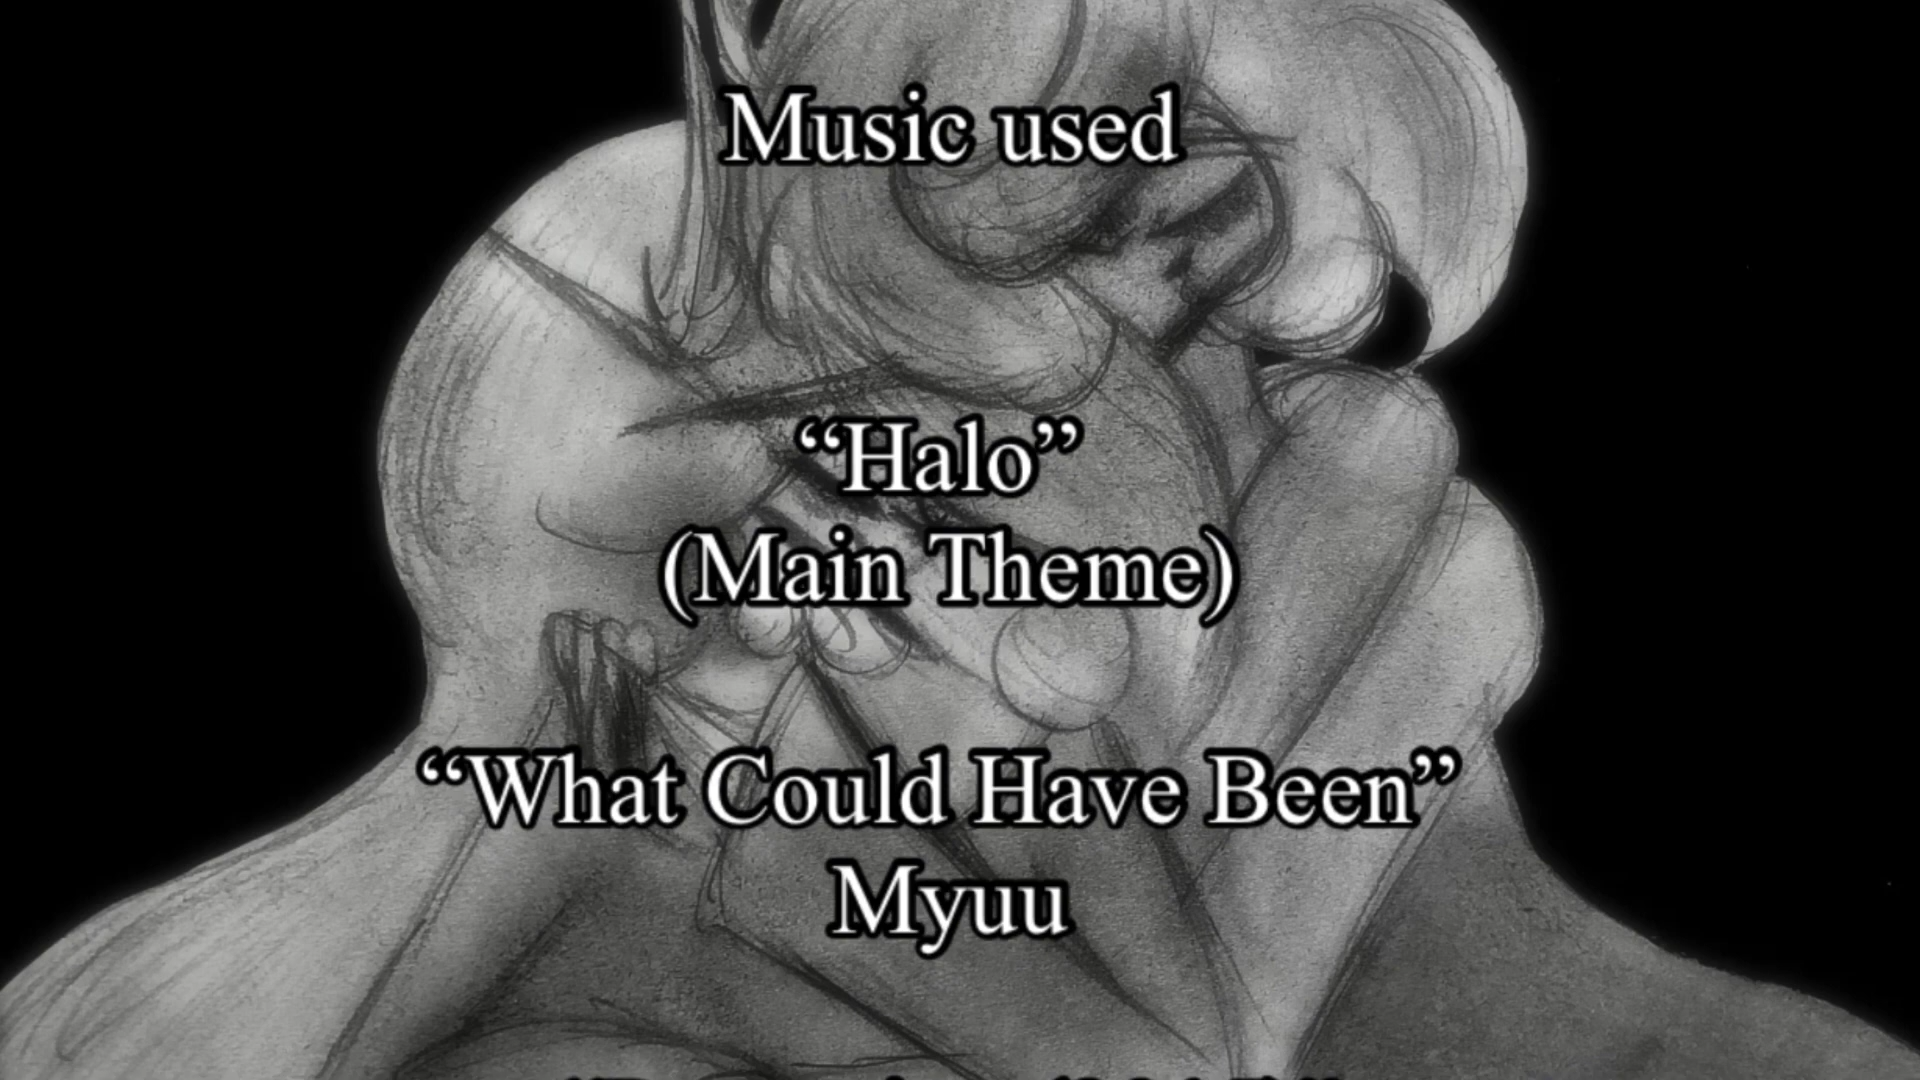 Music used
“Halo”
(Main Theme)
“What Could Have Been”
Myuu